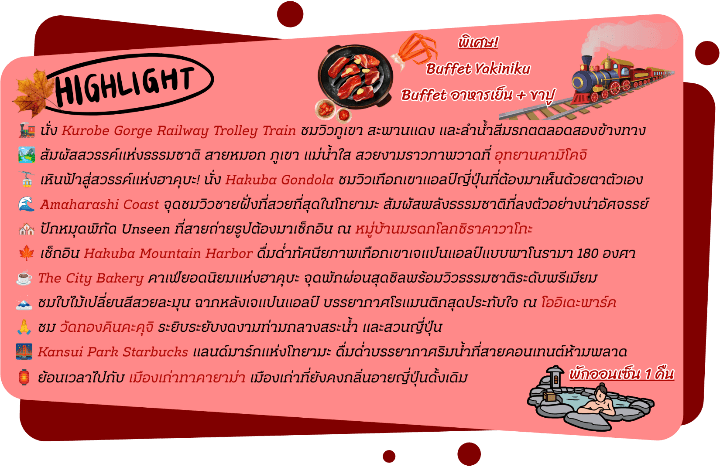 HIGHLIGHT
พิเศษ!
Buffet Yakiniku
Buffet อาหารเย็น + ขาปู
นั่ง Kurobe Gorge Railway Trolley Train ชมวิวภูเขา สะพานแดง และลำน้ำสีมรกตตลอดสองข้างทาง
สัมผัสสวรรค์แห่งธรรมชาติ สายหมอก ภูเขา แม่น้ำใส สวยงามราวภาพวาดที่ อุทยานคามิโคจิ
เหินฟ้าสู่สวรรค์แห่งฮาคุบะ! นั่ง Hakuba Gondola ชมวิวเทือกเขาแอลป์ญี่ปุ่นที่ต้องมาเห็นด้วยตาตัวเอง
Amaharashi Coast จุดชมวิวชายฝั่งที่สวยที่สุดในโทยามะ สัมผัสพลังธรรมชาติที่ลงตัวอย่างน่าอัศจรรย์
ปักหมุดพิกัด Unseen ที่สายถ่ายรูปต้องมาเช็กอิน ณ หมู่บ้านมรดกโลกชิราคาวาโกะ
เช็กอิน Hakuba Mountain Harbor ดื่มด่ำทัศนียภาพเทือกเขาเจแปนแอลป์แบบพาโนรามา 180 องศา
The City Bakery คาเฟ่ยอดนิยมแห่งฮาคุบะ จุดพักผ่อนสุดชิลพร้อมวิวธรรมชาติระดับพรีเมียม
ชมใบไม้เปลี่ยนสีสวยละมุน ฉากหลังเจแปนแอลป์ บรรยากาศโรแมนติกสุดประทับใจ ณ โออิเดะพาร์ค
ชม วัดทองคินคะคุจิ ระยิบระยับงดงามท่ามกลางสระน้ำ และสวนญี่ปุ่น
Kansui Park Starbucks แลนด์มาร์กแห่งโทยามะ ดื่มด่ำบรรยากาศริมน้ำที่สายคอนเทนต์ห้ามพลาด
ย้อนเวลาไปกับ เมืองเก่าทาคายาม่า เมืองเก่าที่ยังคงกลิ่นอายญี่ปุ่นดั้งเดิม
พักออนเซ็น 1 คืน